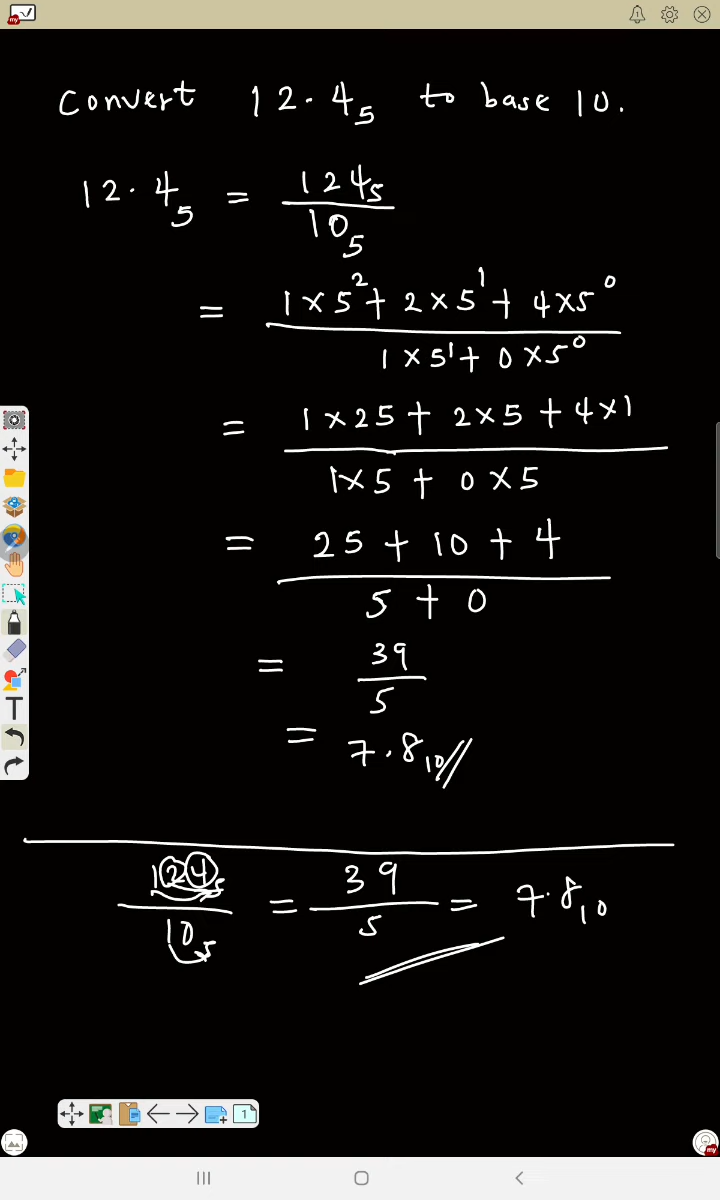 Convert 12.4₅ to base 10.
12.4₅ = 124₅/10₅
= (1×5²+2×5¹+4×5⁰)/(1×5¹+0×5⁰)
= (1×25+2×5+4×1)/(1×5+0×5)
= (25+10+4)/(5+0)
= 39/5
= 7.8₁₀//
124₅/10₅ = 39/5 = 7.8₁₀
T
1